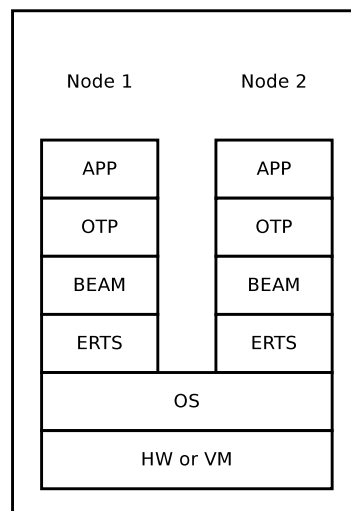 Node 1 Node 2
APP APP
OTP OTP
BEAM BEAM
ERTS ERTS
OS
HW or VM